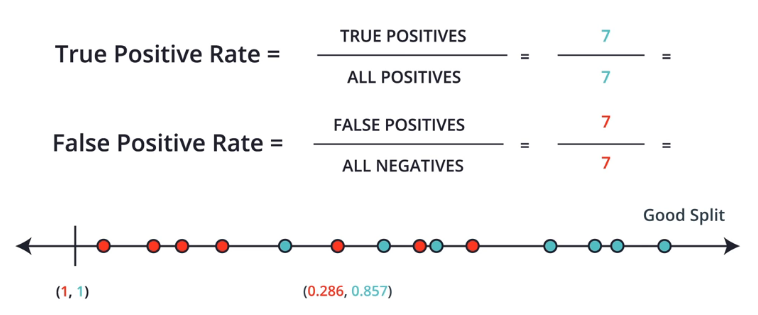 True Positive Rate = TRUE POSITIVES / ALL POSITIVES = 7 / 7 =
False Positive Rate = FALSE POSITIVES / ALL NEGATIVES = 7 / 7 =
Good Split
(1, 1)
(0.286, 0.857)